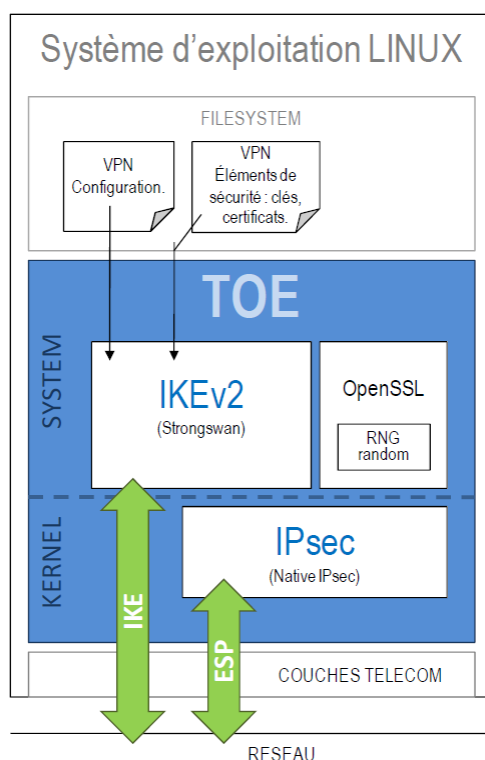 Système d'exploitation LINUX
FILESYSTEM
VPN
Configuration.
VPN
Éléments de
sécurité : clés,
certificats.
TOE
SYSTEM
IKEv2
(Strongswan)
OpenSSL
RNG
random
KERNEL
IPsec
(Native IPsec)
IKE
ESP
COUCHES TELECOM
RESEAU